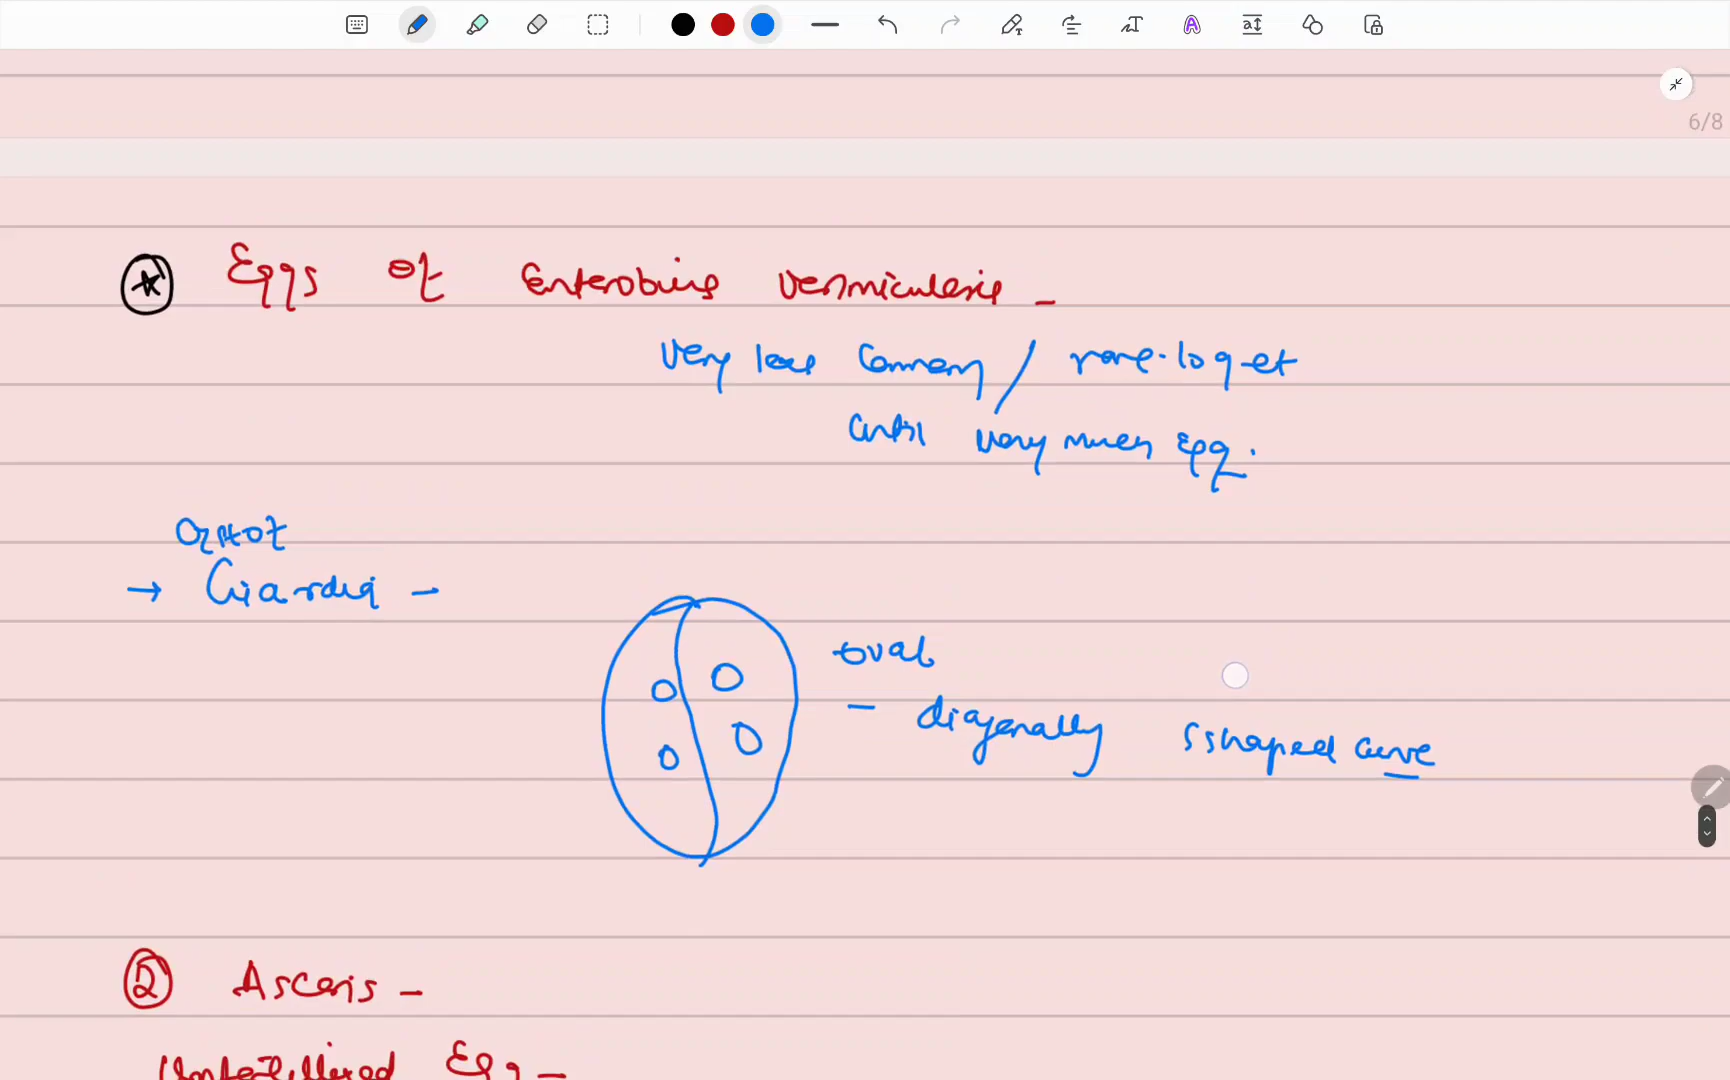 6/8
Eggs of Enterobius vermicularis -
Very less common / rare to get
until very much Egg.
→ Giardia -
oval
- diagonally S shaped curve
② Ascaris -
Unfertilized Egg -